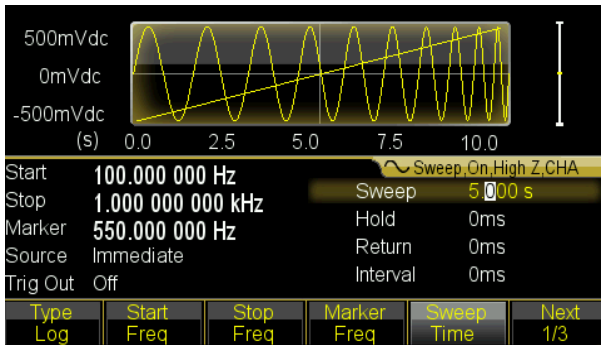 500mVdc
0mVdc
-500mVdc
(s) 0.0 2.5 5.0 7.5 10.0
Sweep,On,High Z,CHA
Start 100.000 000 Hz
Stop 1.000 000 000 kHz
Marker 550.000 000 Hz
Source Immediate
Trig Out Off
Sweep 5.000 s
Hold 0ms
Return 0ms
Interval 0ms
Type Log
Start Freq
Stop Freq
Marker Freq
Sweep Time
Next 1/3